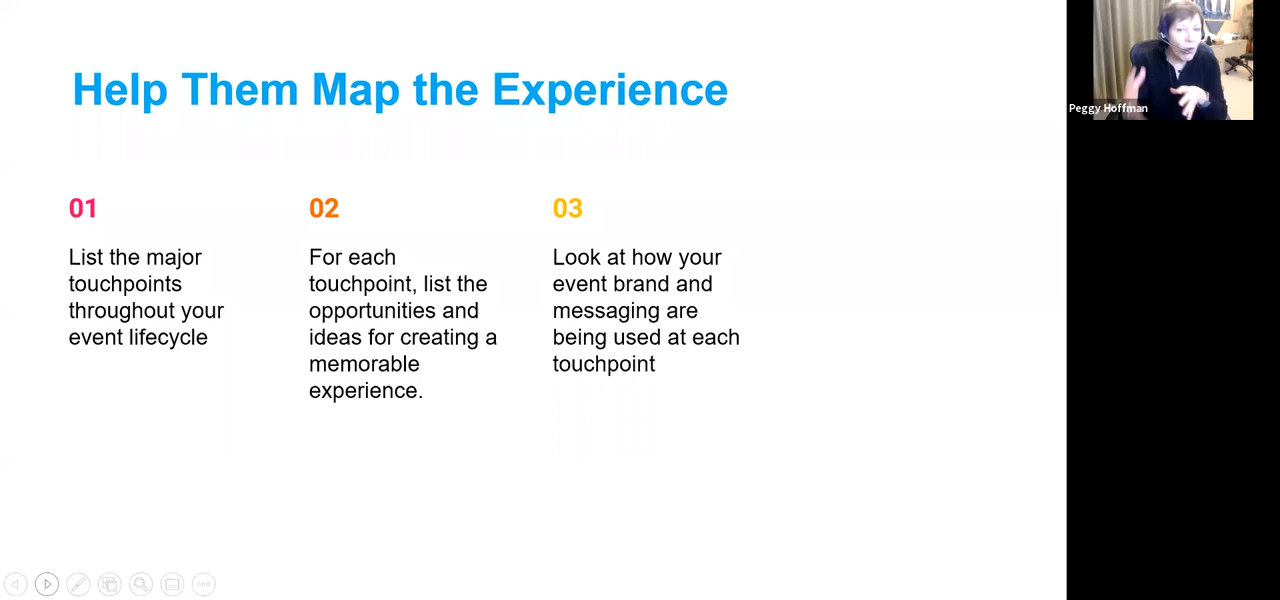 Help Them Map the Experience
01
List the major
touchpoints
throughout your
event lifecycle
02
For each
touchpoint, list the
opportunities and
ideas for creating a
memorable
experience.
03
Look at how your
event brand and
messaging are
being used at each
touchpoint
Peggy Hoffman